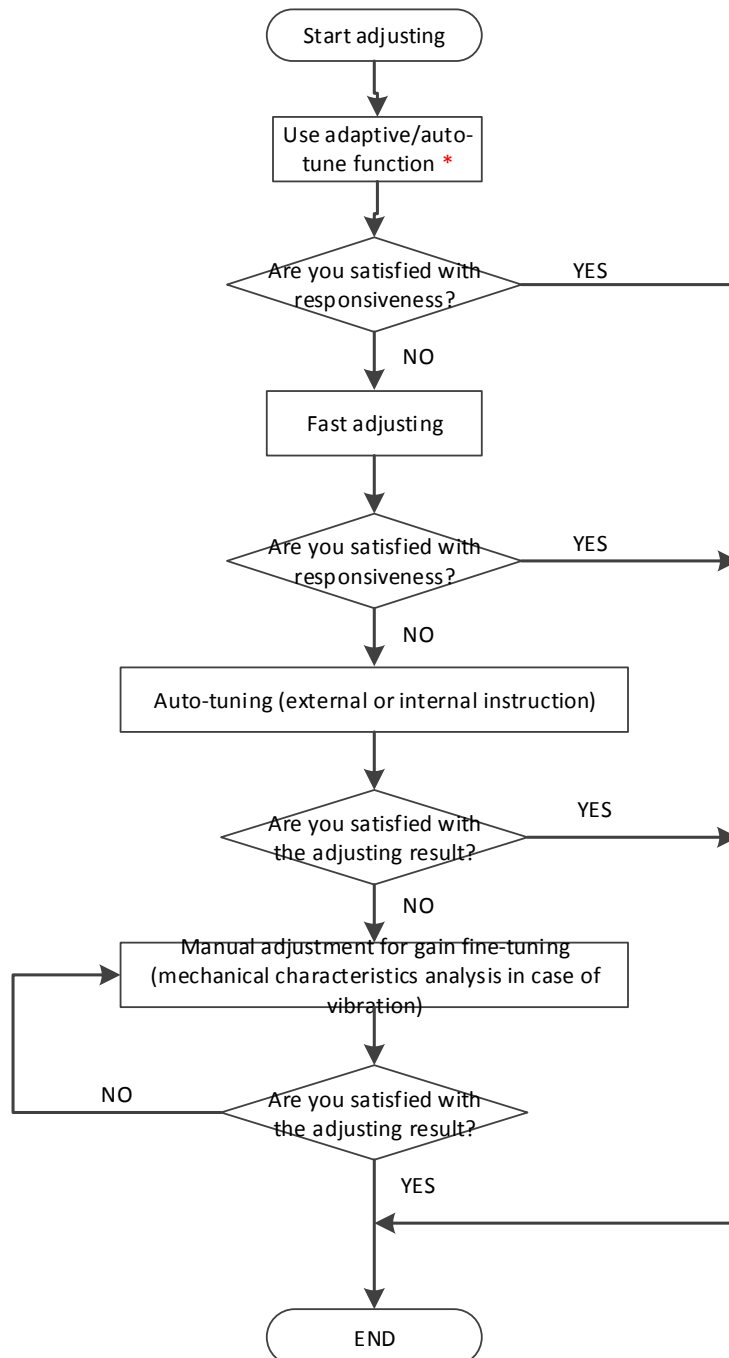 Start adjusting
Use adaptive/auto-
tune function *
Are you satisfied with
responsiveness?
YES
NO
Fast adjusting
Are you satisfied with
responsiveness?
YES
NO
Auto-tuning (external or internal instruction)
Are you satisfied with
the adjusting result?
YES
NO
Manual adjustment for gain fine-tuning
(mechanical characteristics analysis in case of
vibration)
NO
Are you satisfied with
the adjusting result?
YES
END